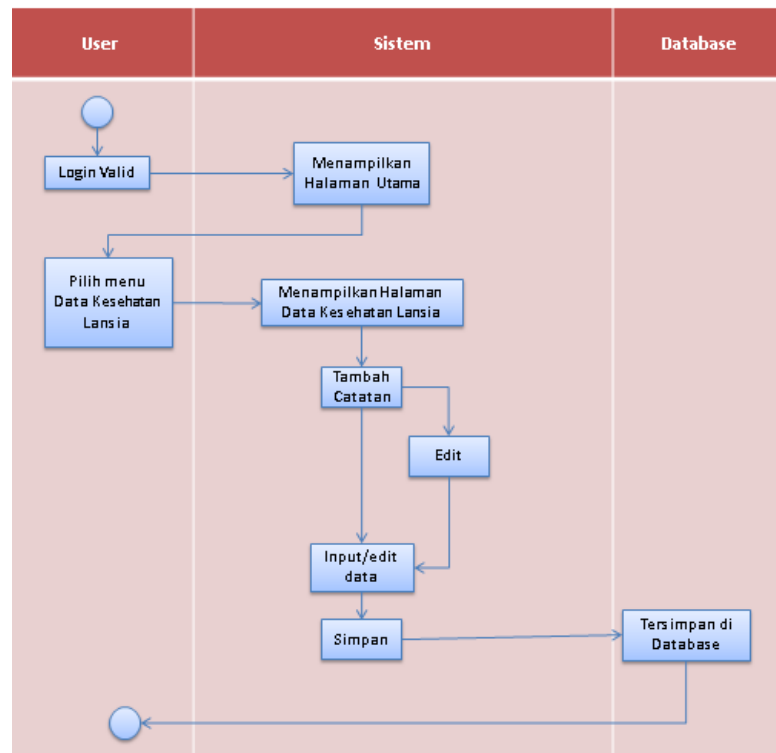 User
Sistem
Database
Login Valid
Menampilkan
Halaman Utama
Pilih menu
Data Kesehatan
Lansia
Menampilkan Halaman
Data Kesehatan Lansia
Tambah
Catatan
Edit
Input/edit
data
Simpan
Tersimpan di
Database